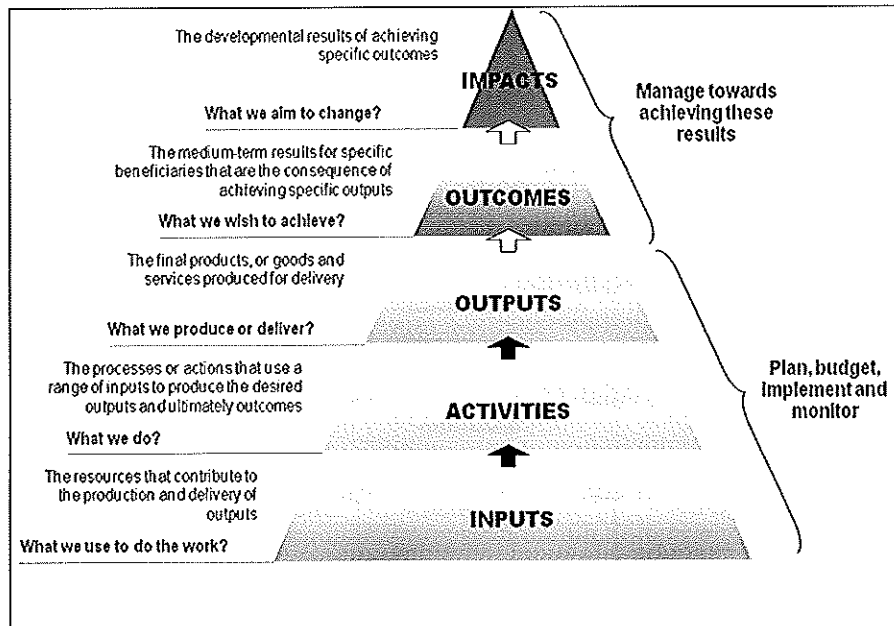 The developmental results of achieving
specific outcomes
IMPACTS
What we aim to change?
Manage towards
achieving these
results
The medium-term results for specific
beneficiaries that are the consequence of
achieving specific outputs
OUTCOMES
What we wish to achieve?
The final products, or goods and
services produced for delivery
OUTPUTS
What we produce or deliver?
The processes or actions that use a
range of inputs to produce the desired
outputs and ultimately outcomes
ACTIVITIES
What we do?
Plan, budget,
implement and
monitor
The resources that contribute to
the production and delivery of
outputs
INPUTS
What we use to do the work?